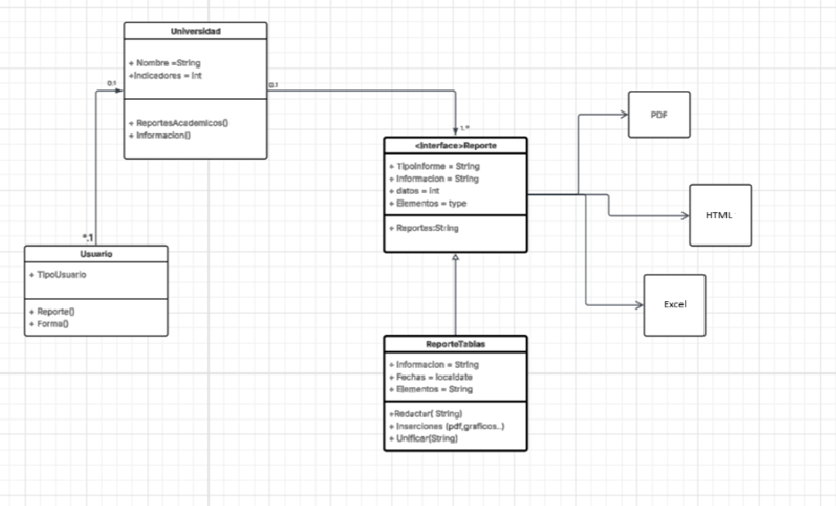 Universidad
+ Nombre =String
+Indicadores = int
+ ReportesAcademicos()
+ Informacion()
0,1
0,1
1,*
*,1
Usuario
+ TipoUsuario
+ Reporte()
+ Forma()
<Interface>Reporte
+ TipoInforme = String
+ Informacion = String
+ datos = int
+ Elementos = type
+ Reportes:String
PDF
HTML
Excel
ReporteTablas
+ Informacion = String
+ Fechas = localdate
+ Elementos = String
+Redactar( String)
+ Inserciones (pdf,graficos..)
+ Unificar(String)